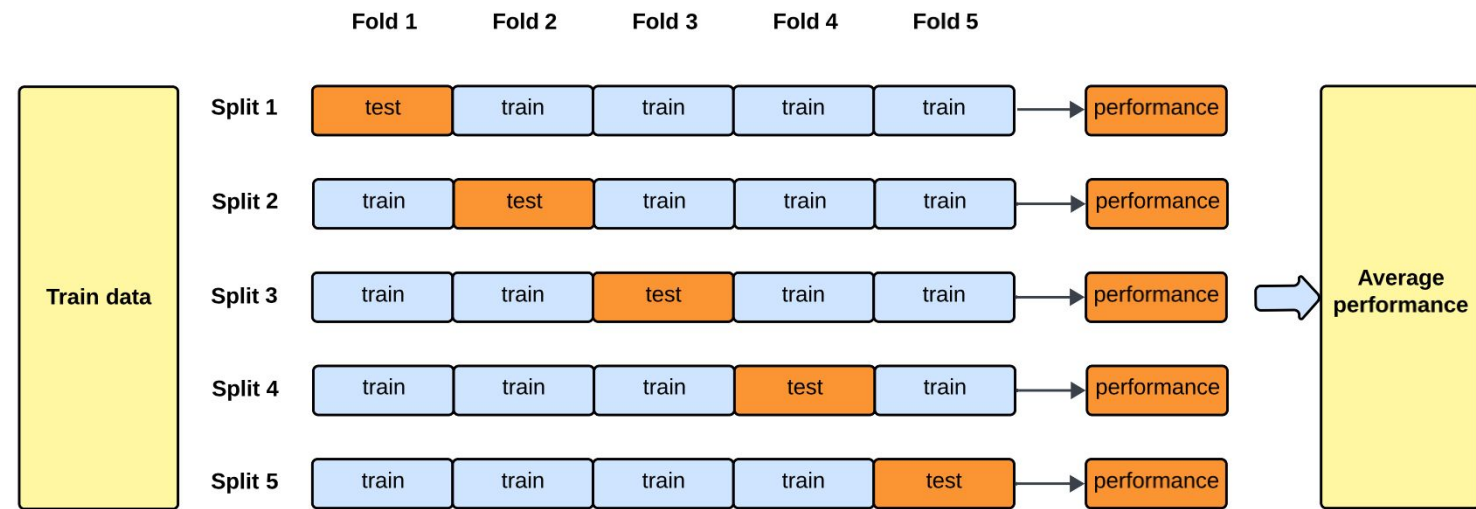 Fold 1 Fold 2 Fold 3 Fold 4 Fold 5
Split 1 test train train train train performance
Split 2 train test train train train performance
Train data Split 3 train train test train train performance Average
performance
Split 4 train train train test train performance
Split 5 train train train train test performance